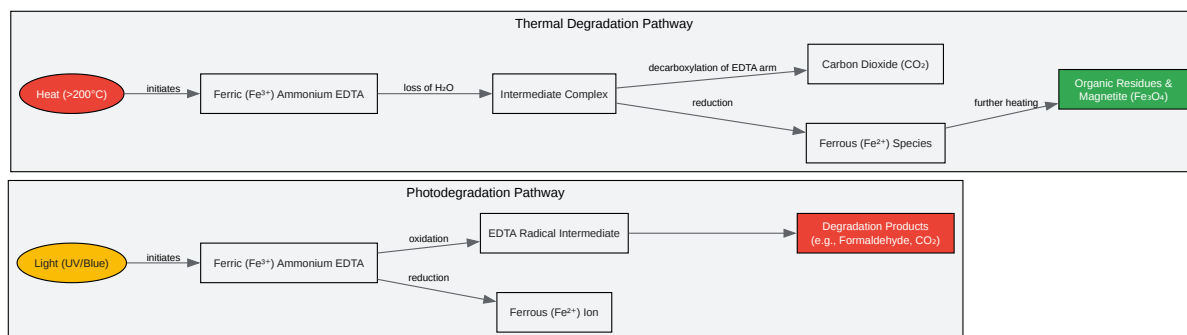 Thermal Degradation Pathway
Heat (>200°C)
initiates
Ferric (Fe³⁺) Ammonium EDTA
loss of H₂O
Intermediate Complex
decarboxylation of EDTA arm
Carbon Dioxide (CO₂)
reduction
Ferrous (Fe²⁺) Species
further heating
Organic Residues &
Magnetite (Fe₃O₄)
Photodegradation Pathway
Light (UV/Blue)
initiates
Ferric (Fe³⁺) Ammonium EDTA
oxidation
EDTA Radical Intermediate
Degradation Products
(e.g., Formaldehyde, CO₂)
reduction
Ferrous (Fe²⁺) Ion